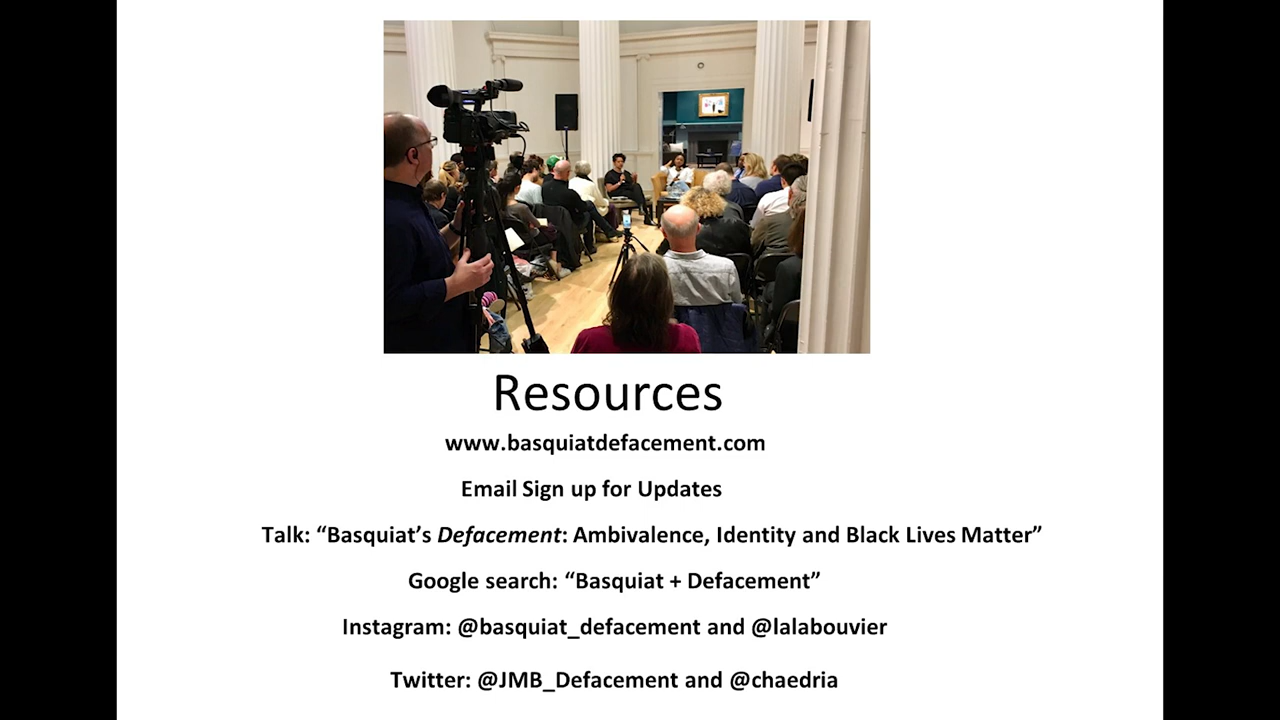 Resources
www.basquiatdefacement.com
Email Sign up for Updates
Talk: “Basquiat’s Defacement: Ambivalence, Identity and Black Lives Matter”
Google search: “Basquiat + Defacement”
Instagram: @basquiat_defacement and @lalabouvier
Twitter: @JMB_Defacement and @chaedria